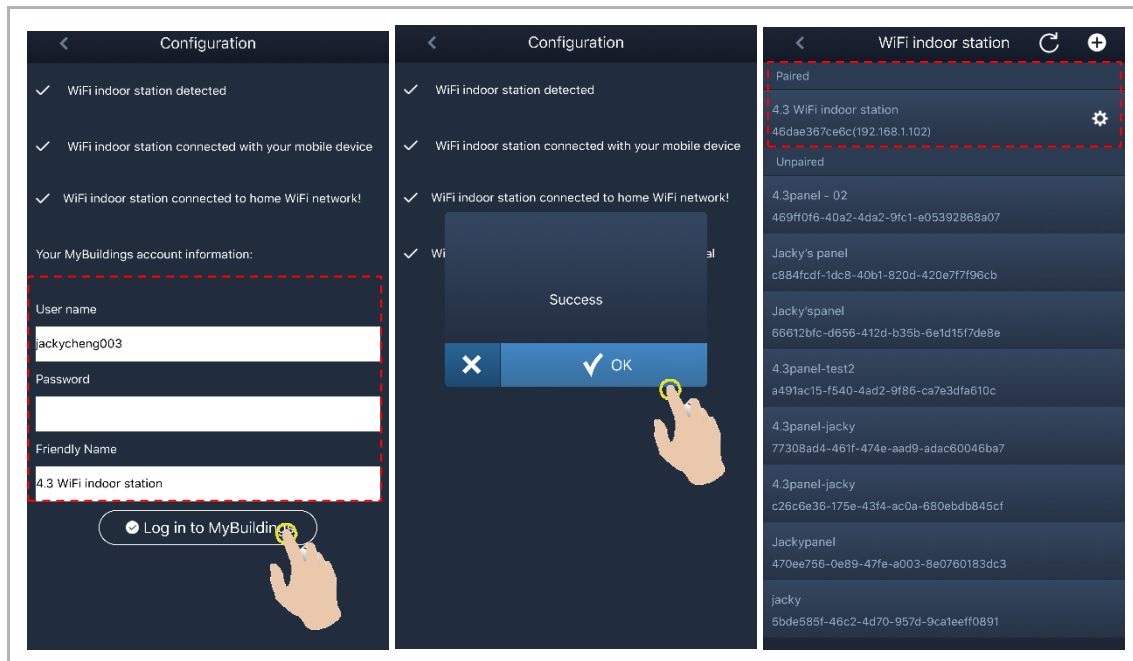 Configuration
WiFi indoor station detected
WiFi indoor station connected with your mobile device
WiFi indoor station connected to home WiFi network!
Your MyBuildings account information:
User name
jackycheng003
Password
Friendly Name
4.3 WiFi indoor station
Log in to MyBuildings
Configuration
WiFi indoor station detected
WiFi indoor station connected with your mobile device
WiFi indoor station connected to home WiFi network!
Wi al
Success
OK
WiFi indoor station
Paired
4.3 WiFi indoor station
46dae367ce6c(192.168.1.102)
Unpaired
4.3panel - 02
469ff0f6-40a2-4da2-9fc1-e05392868a07
Jacky's panel
c884fcdf-1dc8-40b1-820d-420e7f7f96cb
Jacky'spanel
66612bfc-d656-412d-b35b-6e1d15f7de8e
4.3panel-test2
a491ac15-f540-4ad2-9f86-ca7e3dfa610c
4.3panel-jacky
77308ad4-461f-474e-aad9-adac60046ba7
4.3panel-jacky
c26c6e36-175e-43f4-ac0a-680ebdb845cf
Jackypanel
470ee756-0e89-47fe-a003-8e0760183dc3
jacky
5bde585f-46c2-4d70-957d-9ca1eeff0891